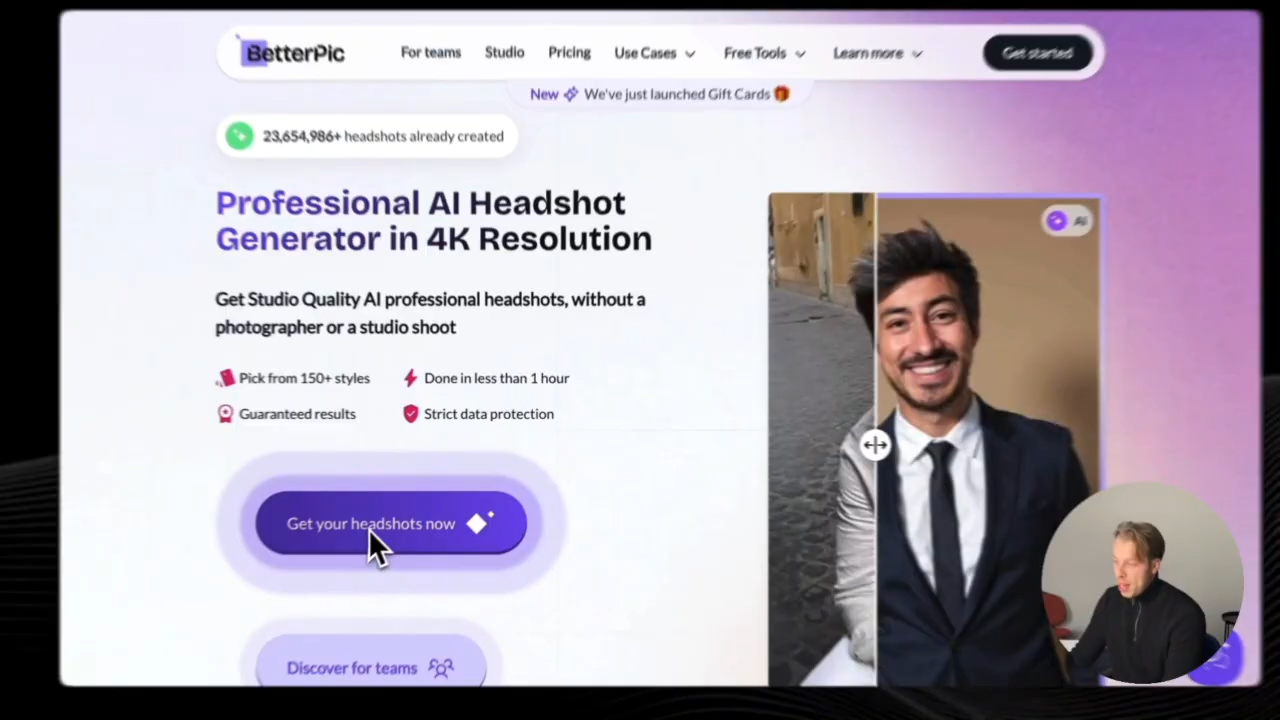 BetterPic
For teams
Studio
Pricing
Use Cases
Free Tools
Learn more
Get started
New We've just launched Gift Cards
23,654,986+ headshots already created
Professional AI Headshot
Generator in 4K Resolution
Get Studio Quality AI professional headshots, without a
photographer or a studio shoot
Pick from 150+ styles
Done in less than 1 hour
Guaranteed results
Strict data protection
Get your headshots now
Discover for teams
AI